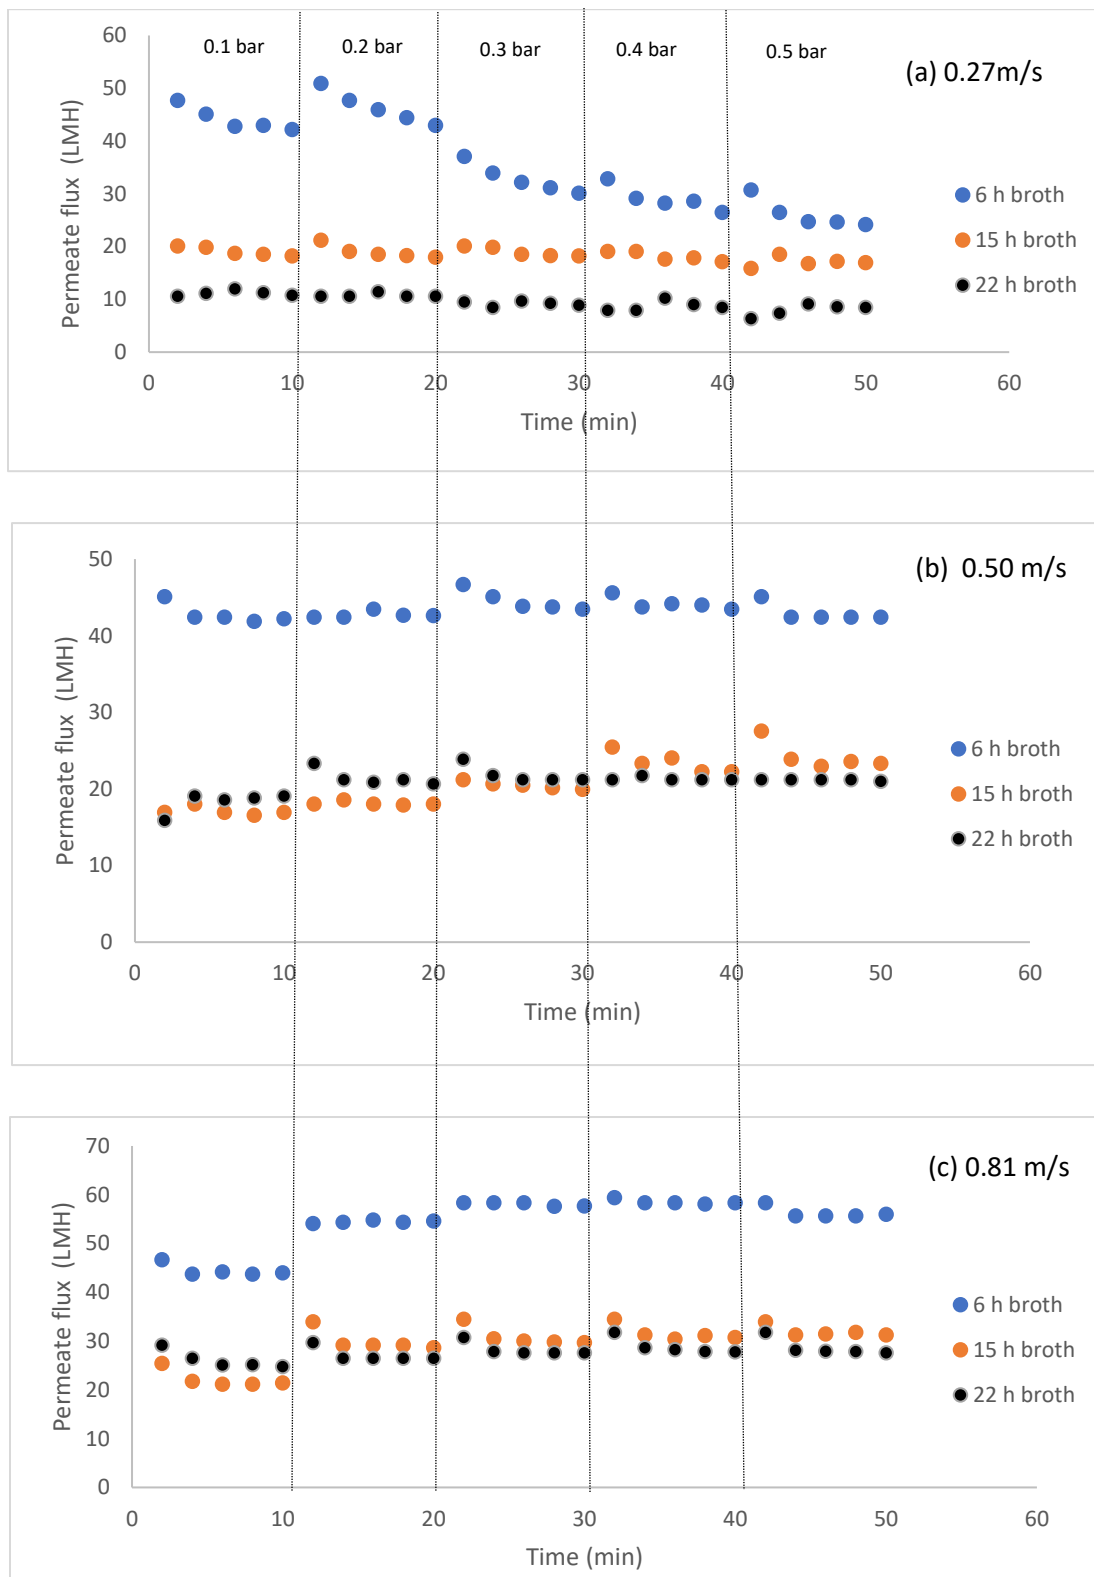 60
0.1 bar 0.2 bar 0.3 bar 0.4 bar 0.5 bar
(a) 0.27m/s
50
40
30
20
10
0
Permeate flux (LMH)
6 h broth
15 h broth
22 h broth
0 10 20 30 40 50 60
Time (min)
50
(b) 0.50 m/s
40
30
20
10
0
Permeate flux (LMH)
6 h broth
15 h broth
22 h broth
0 10 20 30 40 50 60
Time (min)
70
(c) 0.81 m/s
60
50
40
30
20
10
0
Permeate flux (LMH)
6 h broth
15 h broth
22 h broth
0 10 20 30 40 50 60
Time (min)